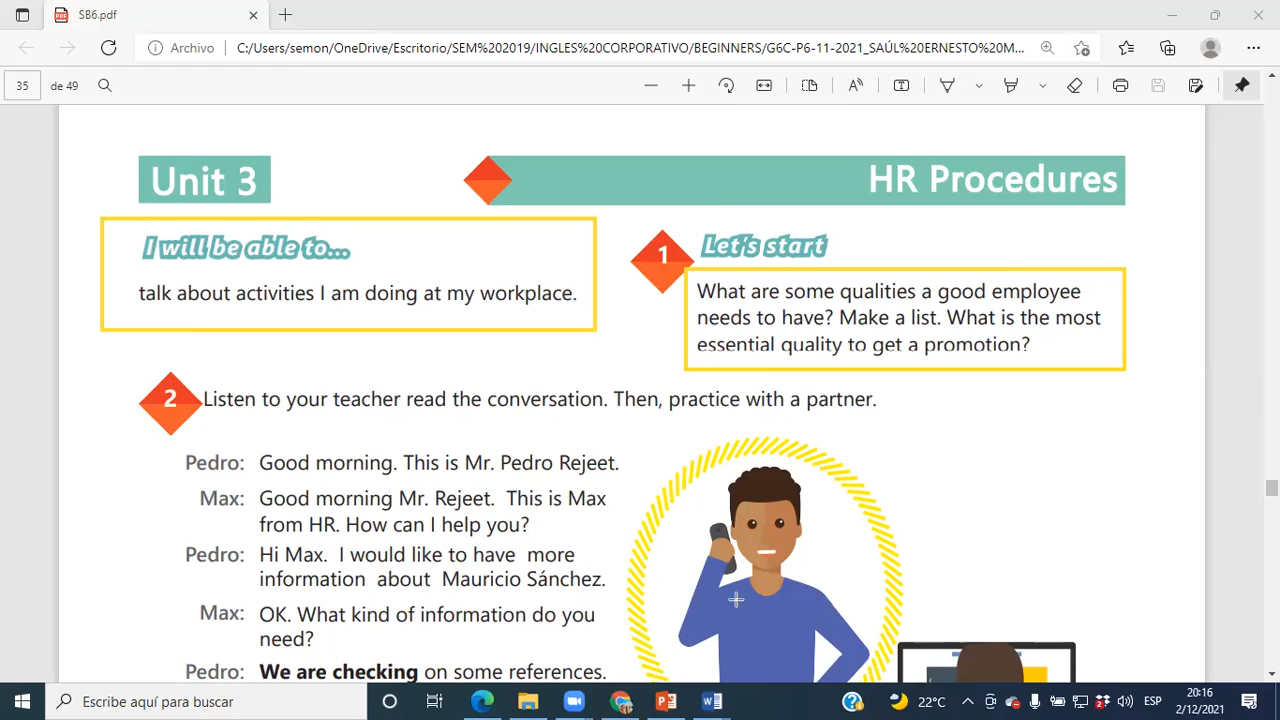 SB6.pdf
Archivo
C:/Users/semon/OneDrive/Escritorio/SEM%202019/INGLES%20CORPORATIVO/BEGINNERS/G6C-P6-11-2021_SAÚL%20ERNESTO%20M...
35 de 49
Unit 3
HR Procedures
I will be able to...
talk about activities I am doing at my workplace.
1 Let's start
What are some qualities a good employee
needs to have? Make a list. What is the most
essential quality to get a promotion?
2 Listen to your teacher read the conversation. Then, practice with a partner.
Pedro: Good morning. This is Mr. Pedro Rejeet.
Max: Good morning Mr. Rejeet. This is Max
from HR. How can I help you?
Pedro: Hi Max. I would like to have more
information about Mauricio Sánchez.
Max: OK. What kind of information do you
need?
Pedro: We are checking on some references.
Escribe aquí para buscar
22°C
ESP
20:16
2/12/2021